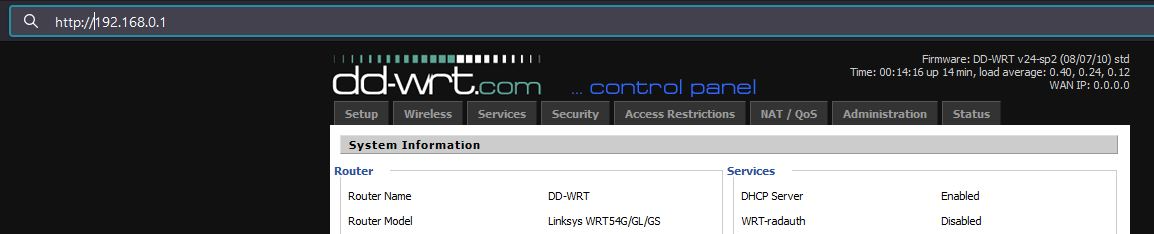 http://192.168.0.1
Firmware: DD-WRT v24-sp2 (08/07/10) std
Time: 00:14:16 up 14 min, load average: 0.40, 0.24, 0.12
WAN IP: 0.0.0.0
dd-wrt.com ... control panel
Setup Wireless Services Security Access Restrictions NAT / QoS Administration Status
System Information
Router Services
Router Name DD-WRT DHCP Server Enabled
Router Model Linksys WRT54G/GL/GS WRT-radauth Disabled